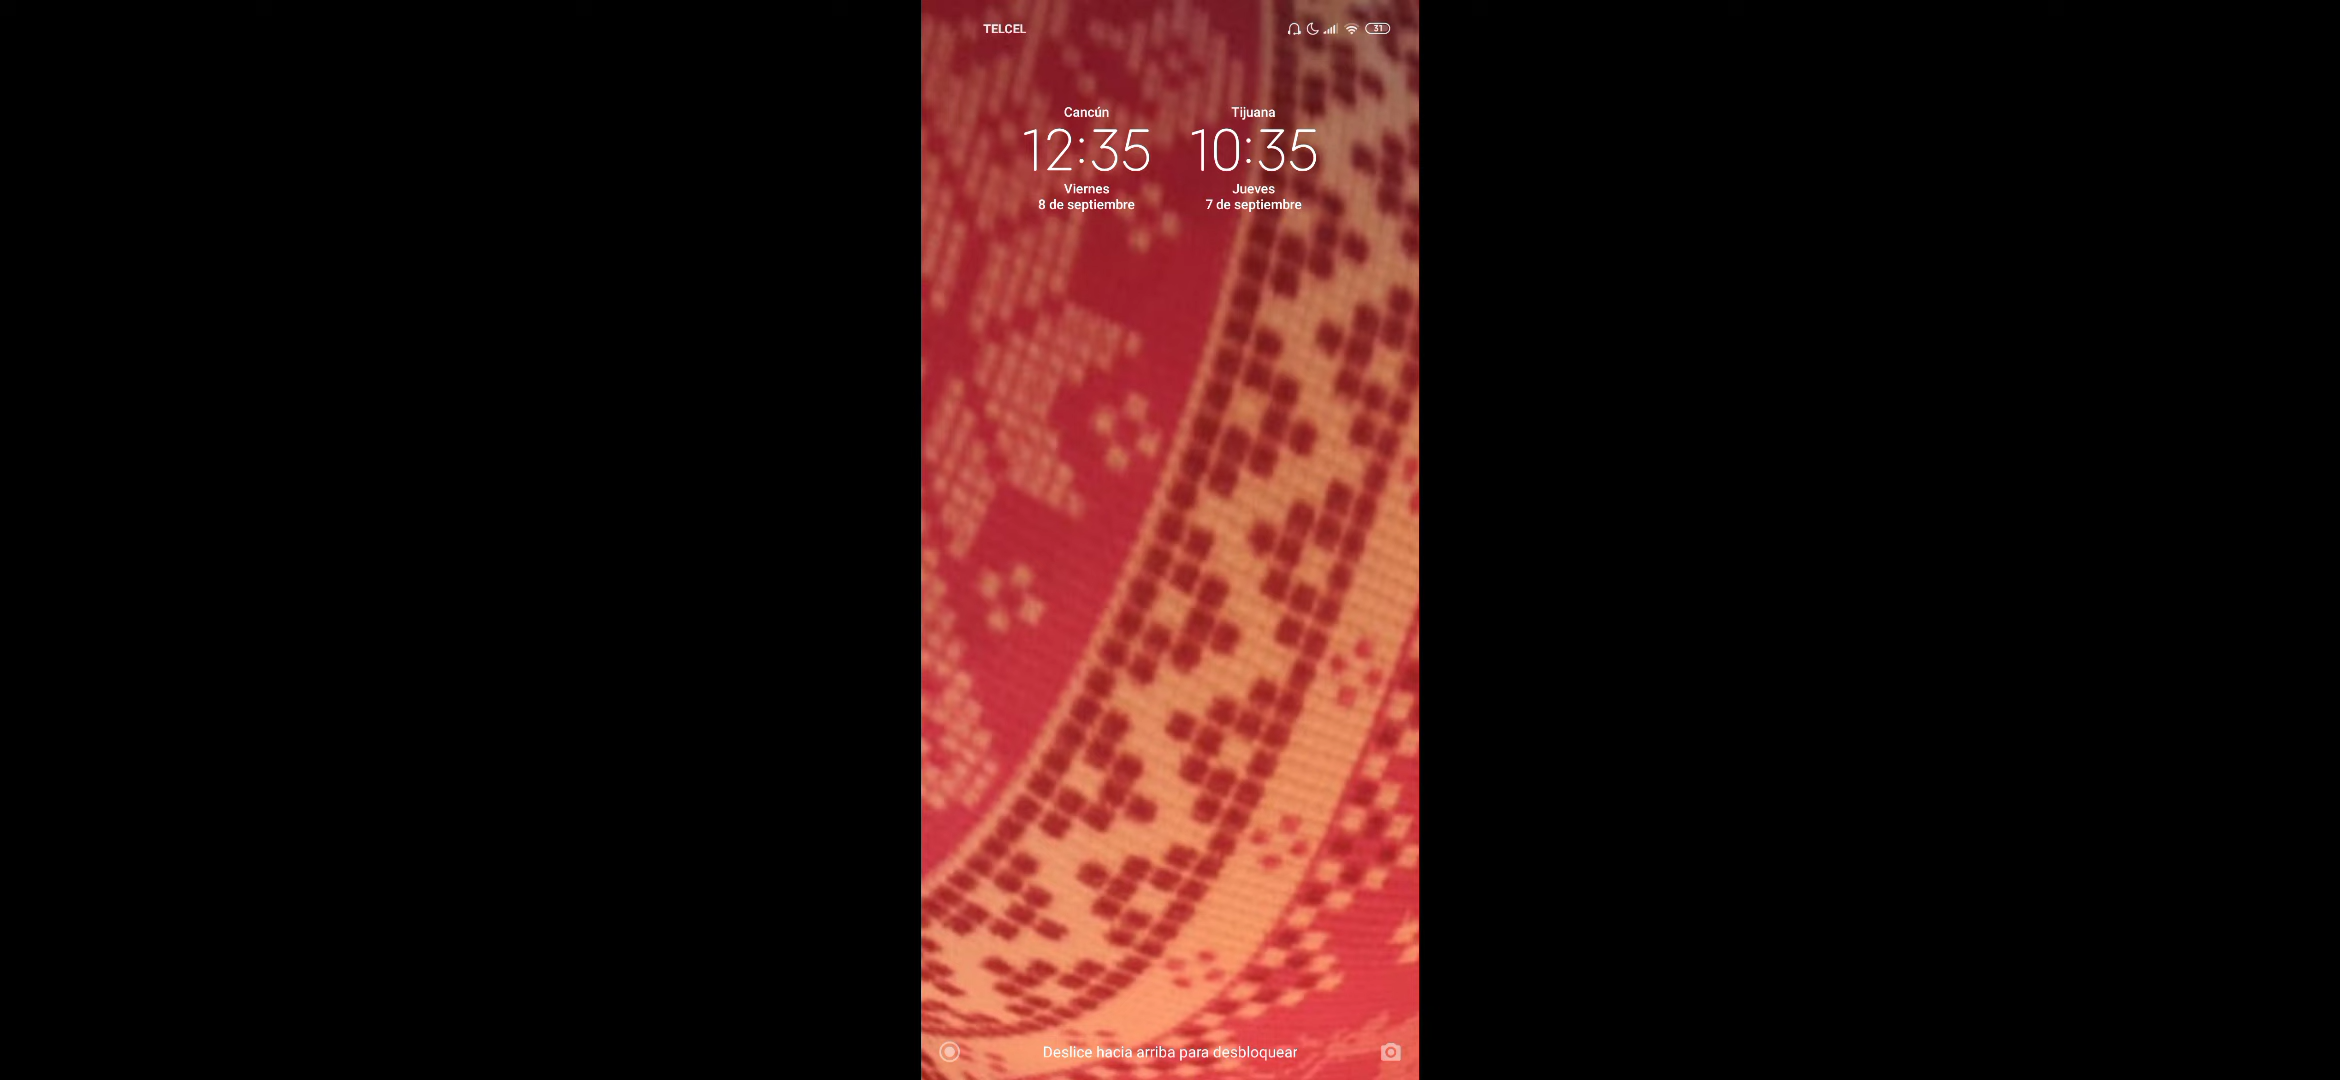 TELCEL
31
Cancún
Tijuana
12:35
10:35
Viernes
Jueves
8 de septiembre
7 de septiembre
Deslice hacia arriba para desbloquear